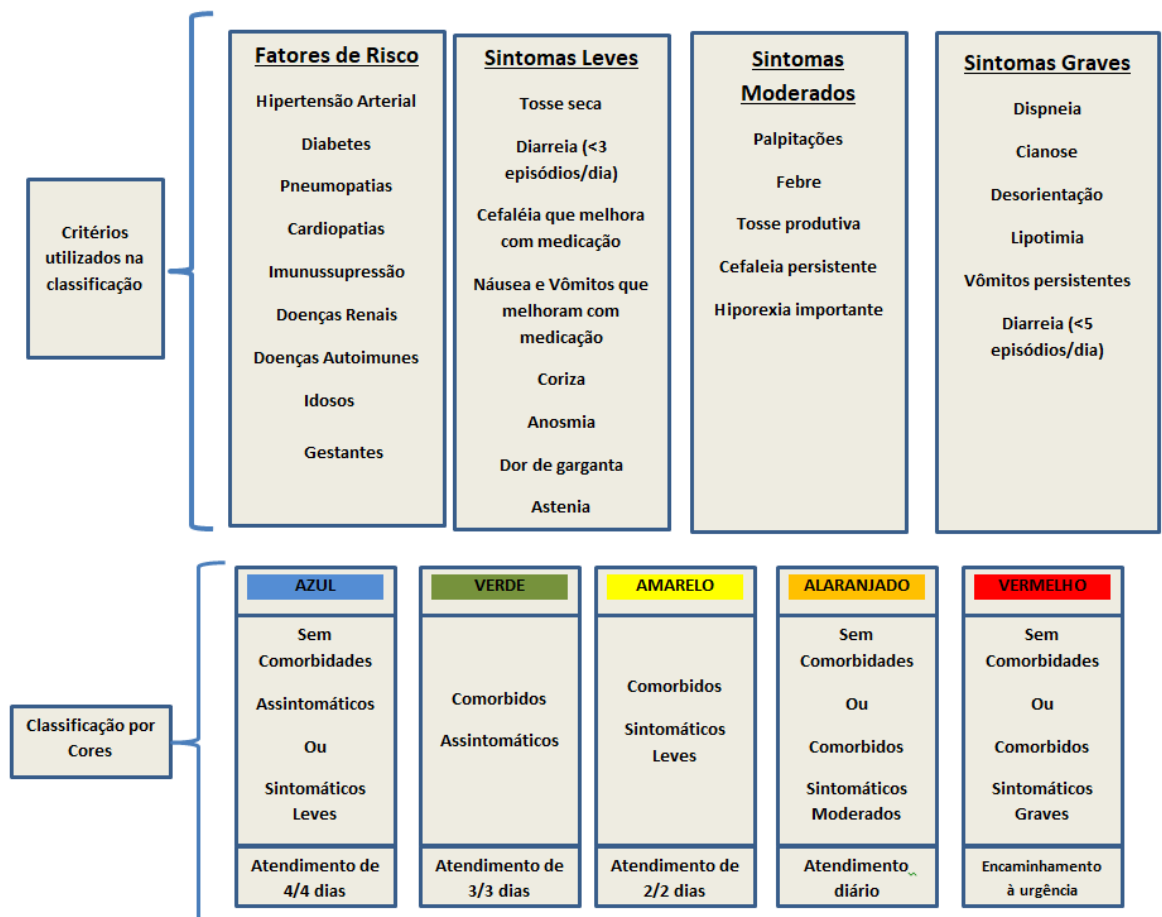 Critérios
utilizados na
classificação
Fatores de Risco
Hipertensão Arterial
Diabetes
Pneumopatias
Cardiopatias
Imunussupressão
Doenças Renais
Doenças Autoimunes
Idosos
Gestantes
Sintomas Leves
Tosse seca
Diarreia (<3
episódios/dia)
Cefaléia que melhora
com medicação
Náusea e Vômitos que
melhoram com
medicação
Coriza
Anosmia
Dor de garganta
Astenia
Sintomas
Moderados
Palpitações
Febre
Tosse produtiva
Cefaleia persistente
Hiporexia importante
Sintomas Graves
Dispneia
Cianose
Desorientação
Lipotimia
Vômitos persistentes
Diarreia (<5
episódios/dia)
Classificação por
Cores
AZUL
Sem
Comorbidades
Assintomáticos
Ou
Sintomáticos
Leves
Atendimento de
4/4 dias
VERDE
Comorbidos
Assintomáticos
Atendimento de
3/3 dias
AMARELO
Comorbidos
Sintomáticos
Leves
Atendimento de
2/2 dias
ALARANJADO
Sem
Comorbidades
Ou
Comorbidos
Sintomáticos
Moderados
Atendimento
diário
VERMELHO
Sem
Comorbidades
Ou
Comorbidos
Sintomáticos
Graves
Encaminhamento
à urgência